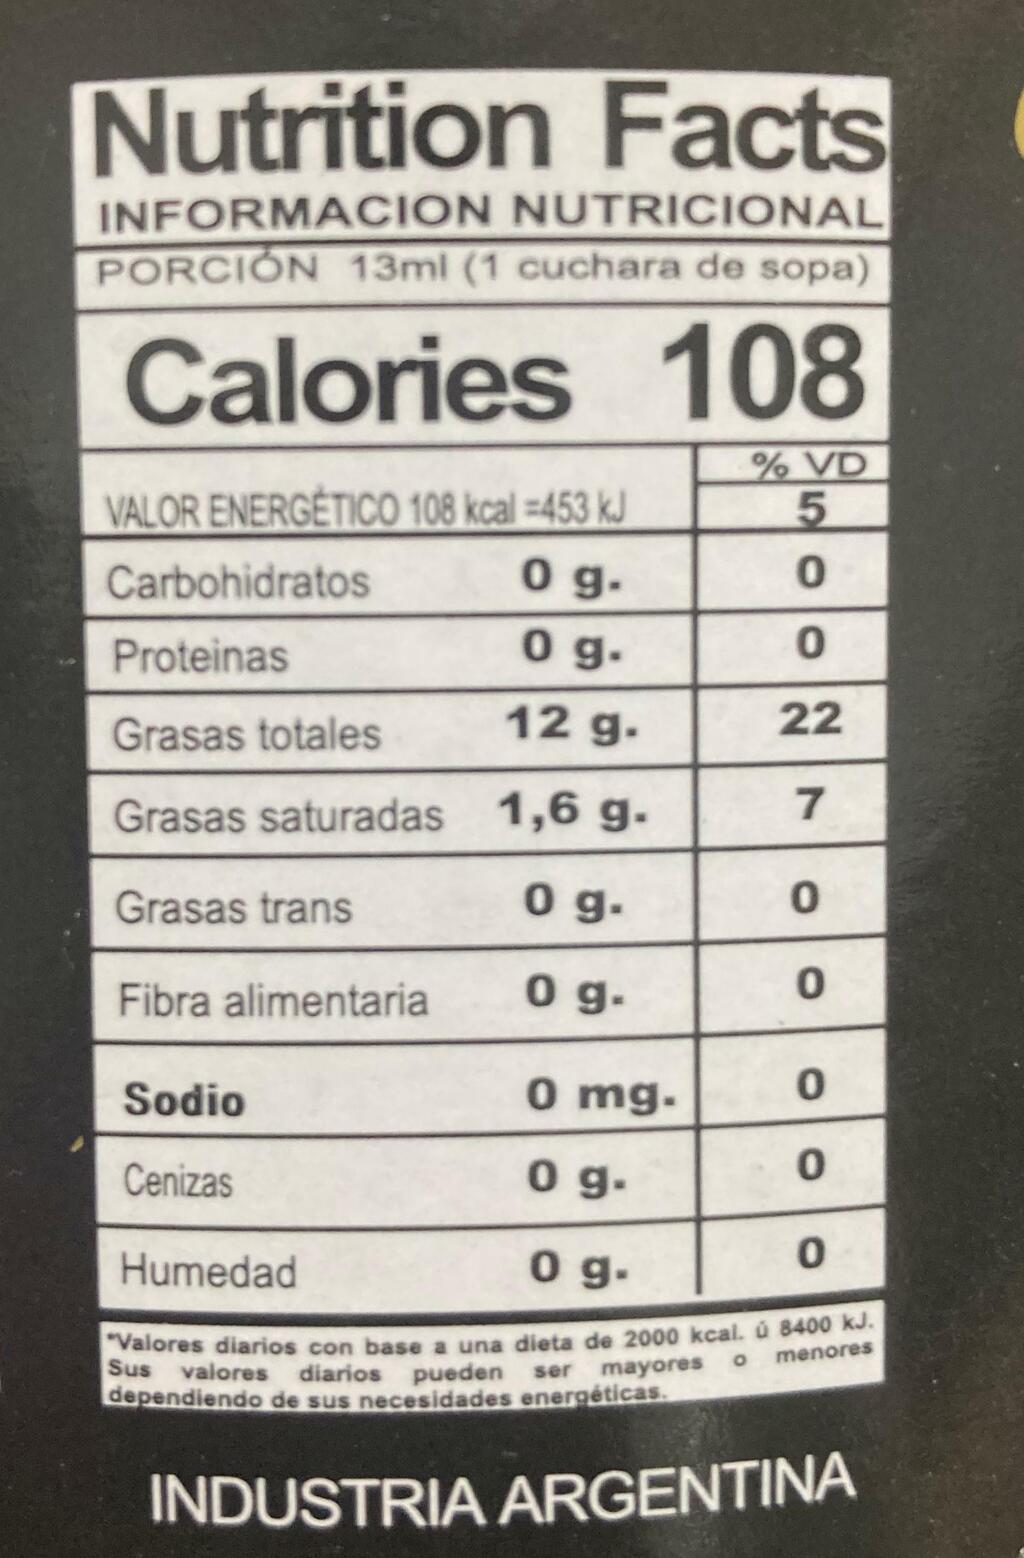 Nutrition Facts
INFORMACION NUTRICIONAL
PORCIÓN 13ml (1 cuchara de sopa)
Calories 108
% VD
VALOR ENERGÉTICO 108 kcal =453 kJ 5
Carbohidratos 0 g. 0
Proteinas 0 g. 0
Grasas totales 12 g. 22
Grasas saturadas 1,6 g. 7
Grasas trans 0 g. 0
Fibra alimentaria 0 g. 0
Sodio 0 mg. 0
Cenizas 0 g. 0
Humedad 0 g. 0
*Valores diarios con base a una dieta de 2000 kcal. ú 8400 kJ.
Sus valores diarios pueden ser mayores o menores
dependiendo de sus necesidades energéticas.
INDUSTRIA ARGENTINA